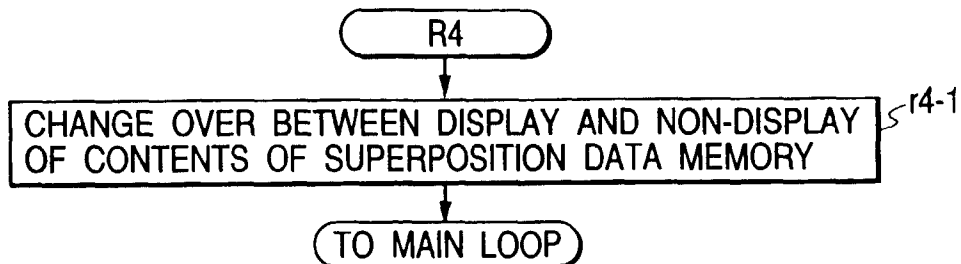 R4
CHANGE OVER BETWEEN DISPLAY AND NON-DISPLAY
OF CONTENTS OF SUPERPOSITION DATA MEMORY
r4-1
TO MAIN LOOP